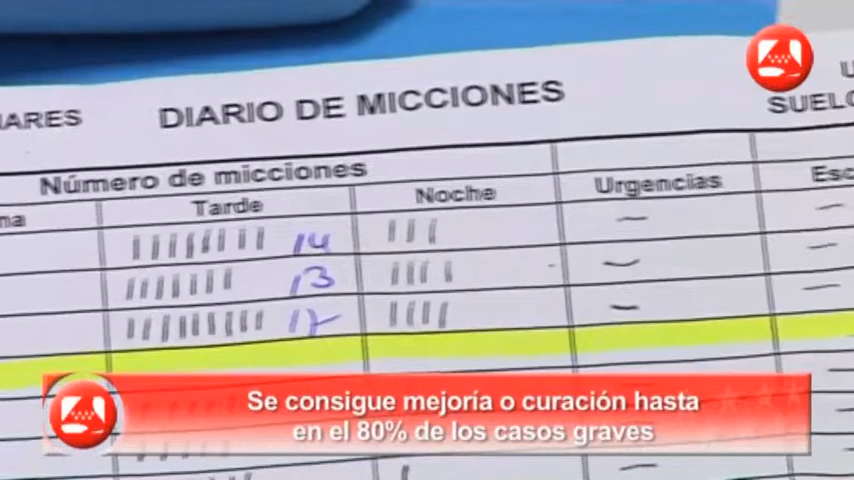 DIARIO DE MICCIONES
Número de micciones
Tarde
Noche
Urgencias
14
13
17
Se consigue mejoría o curación hasta
en el 80% de los casos graves